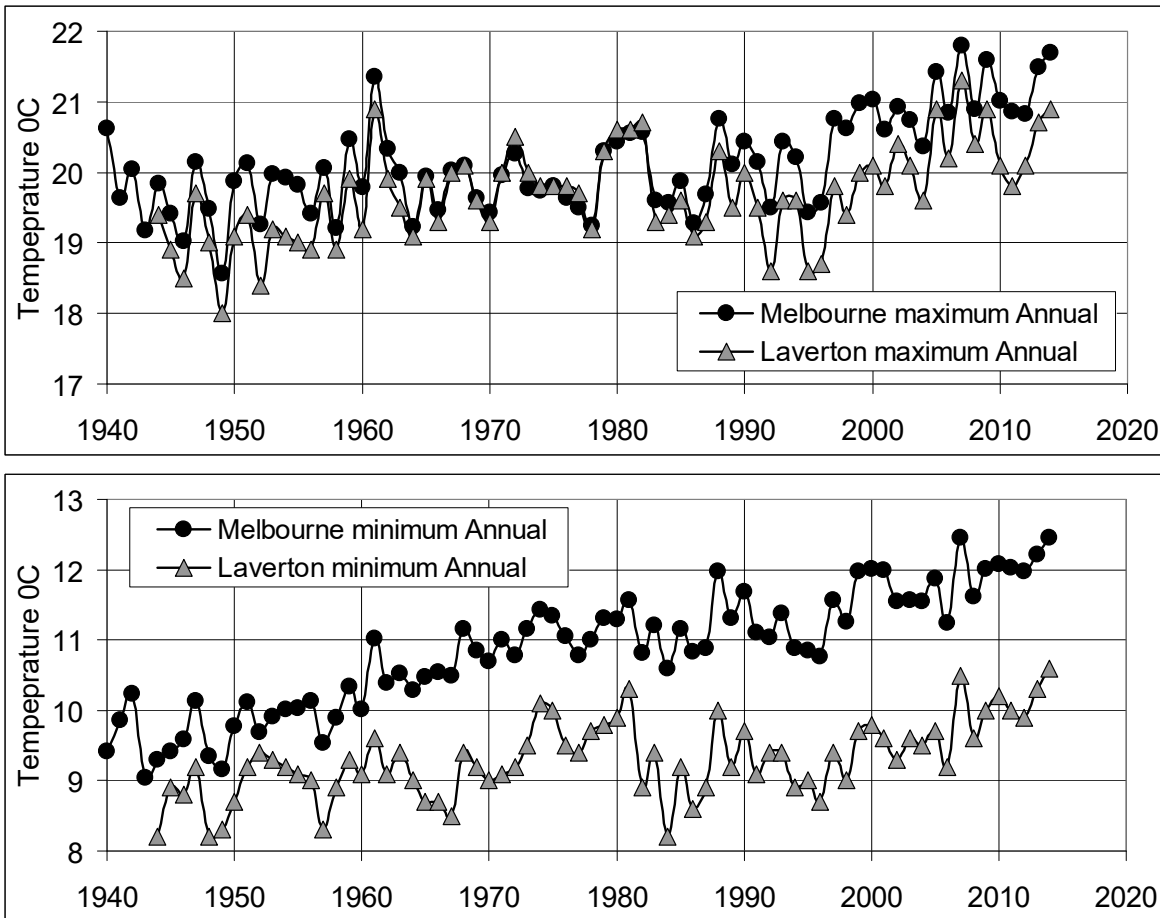 22
21
20
19
18
17
Tempeprature 0C
Melbourne maximum Annual
Laverton maximum Annual
1940 1950 1960 1970 1980 1990 2000 2010 2020
13
12
11
10
9
8
Tempeprature 0C
Melbourne minimum Annual
Laverton minimum Annual
1940 1950 1960 1970 1980 1990 2000 2010 2020